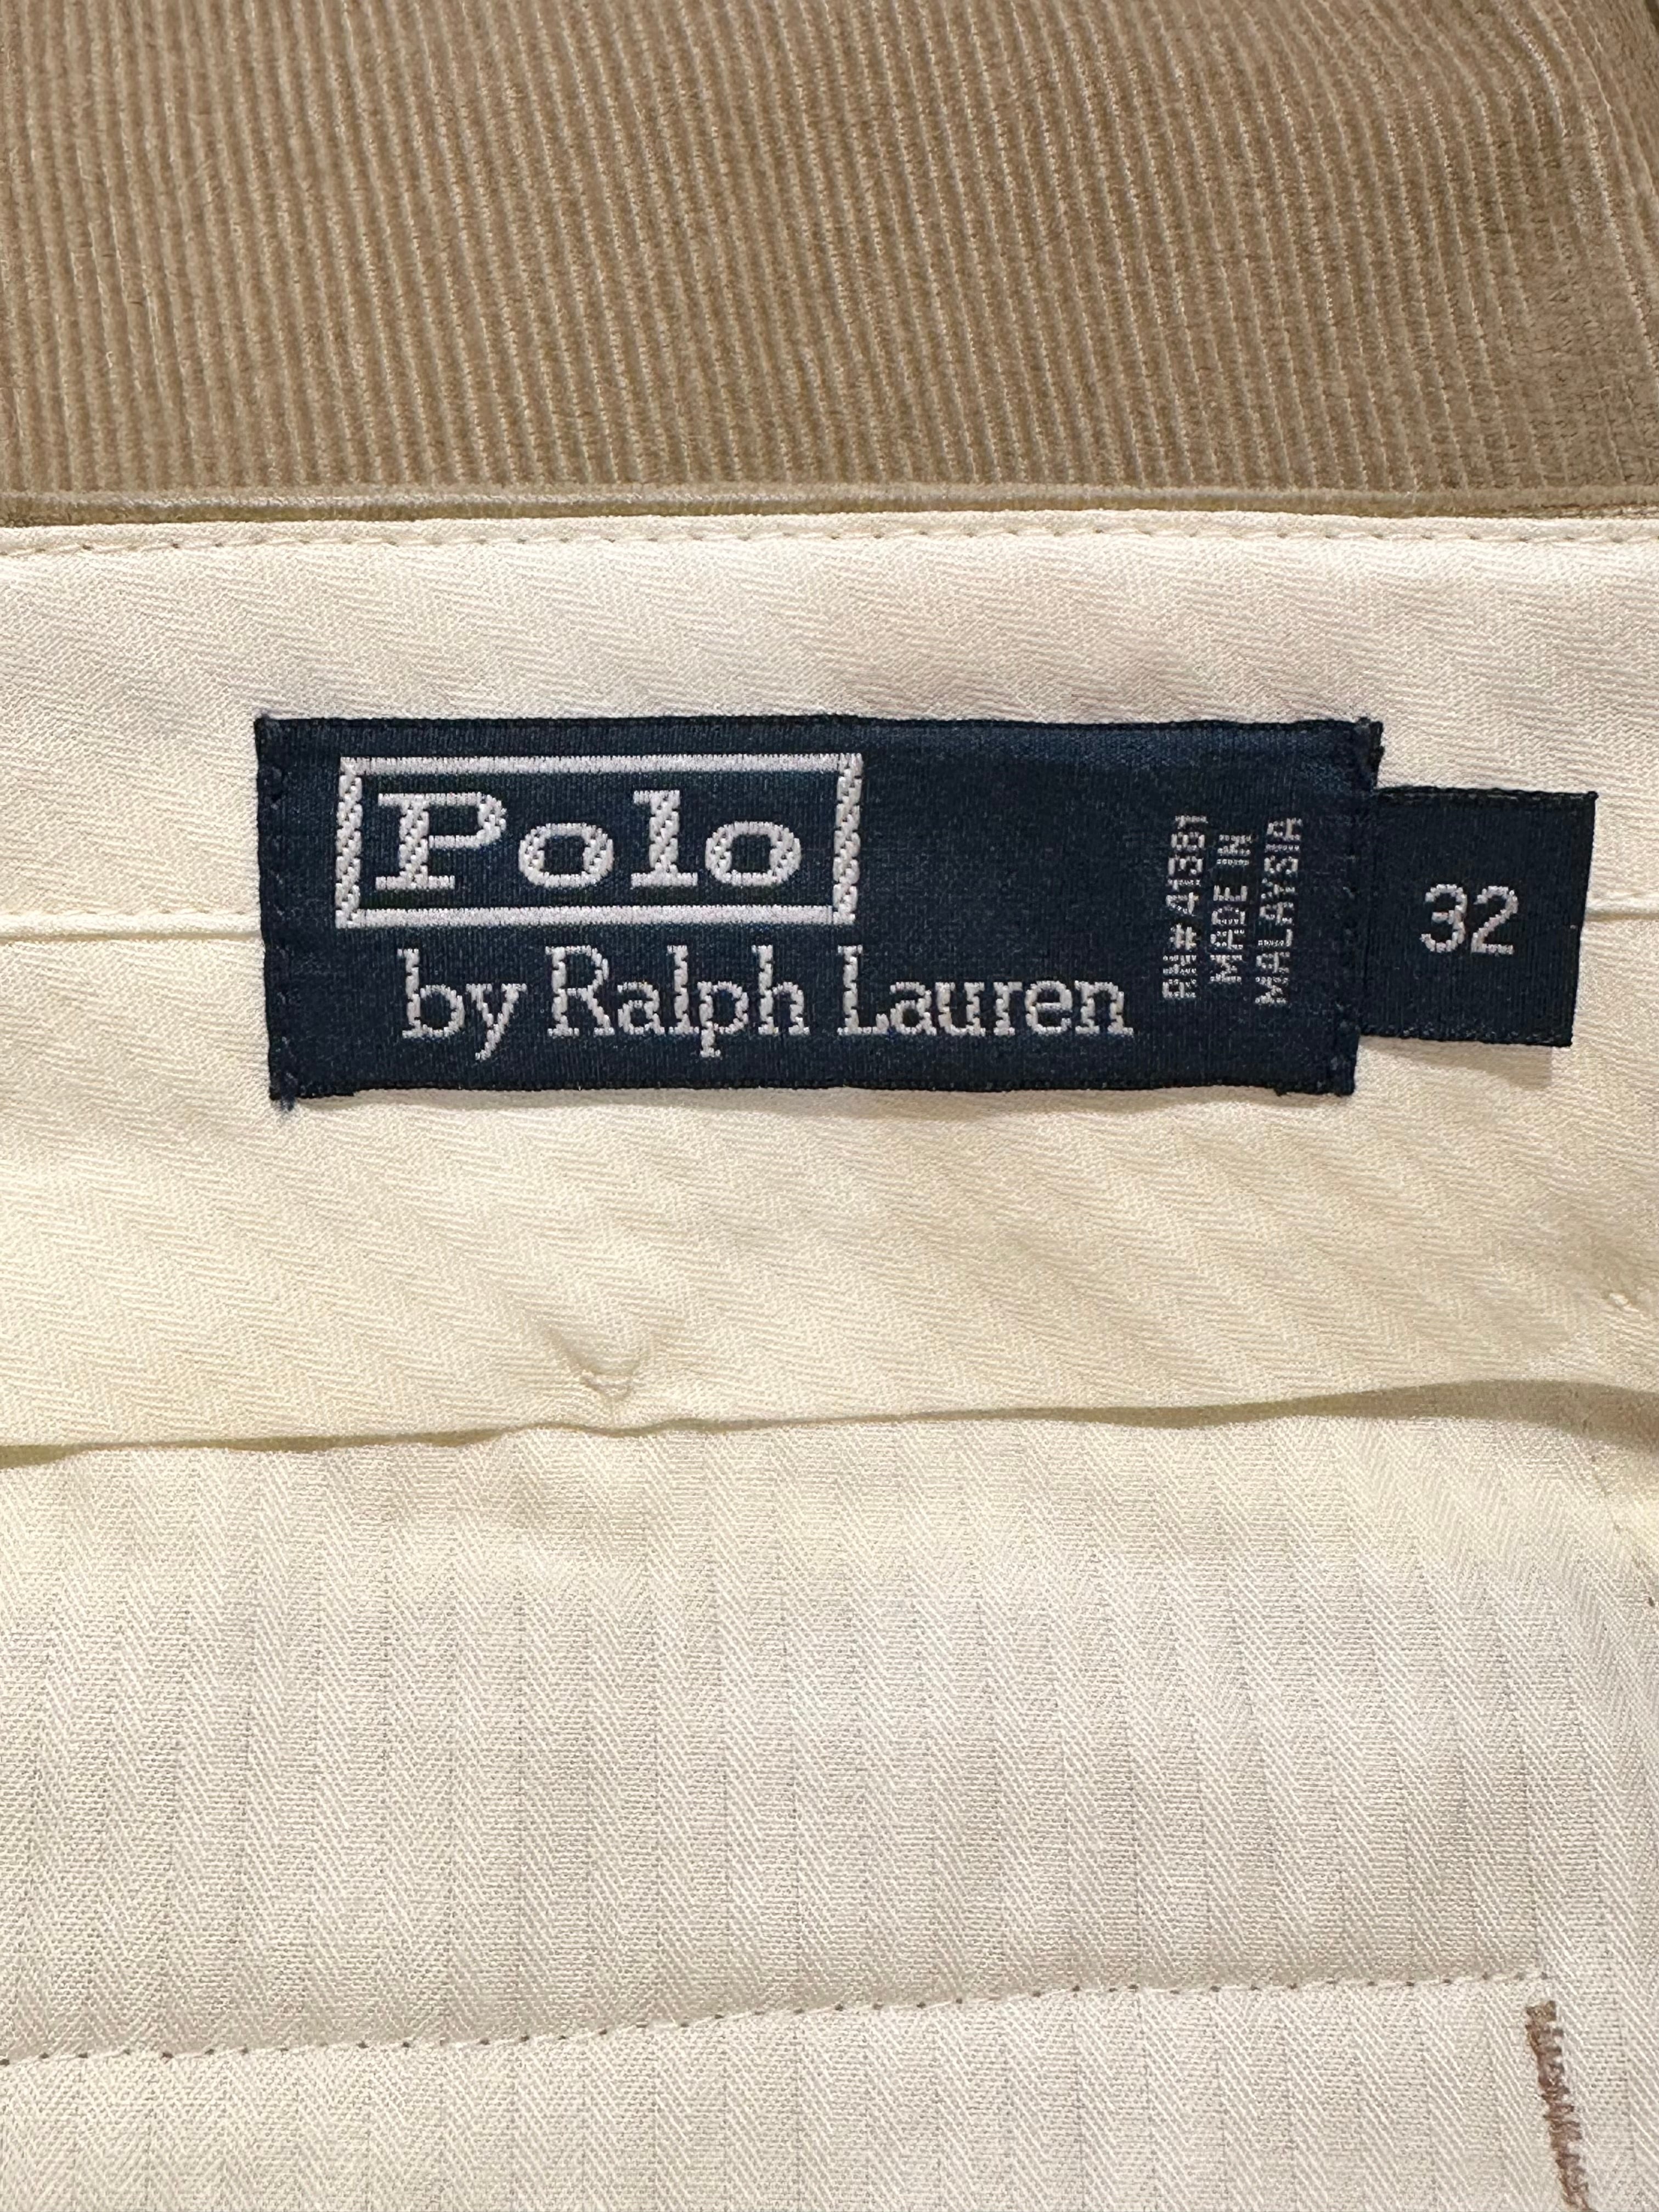 Polo
by Ralph Lauren
RN#41381
MADE IN
MALAYSIA
32